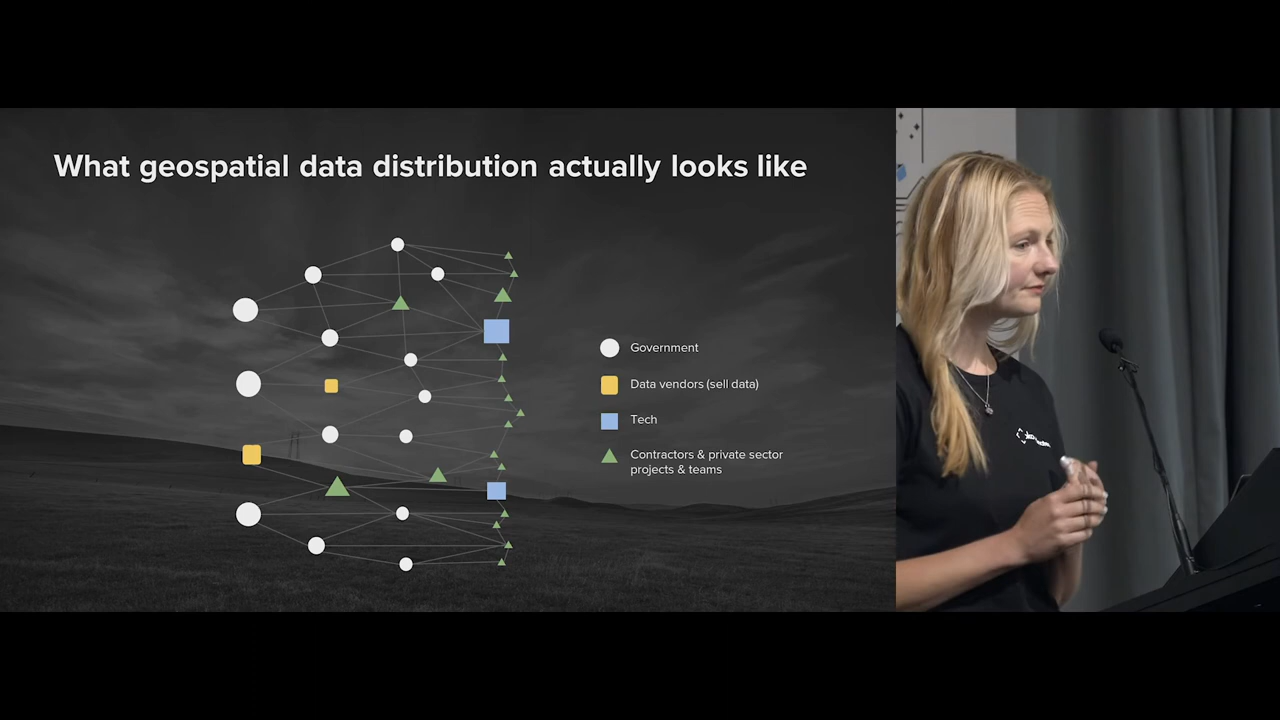 What geospatial data distribution actually looks like
Government
Data vendors (sell data)
Tech
Contractors & private sector
projects & teams